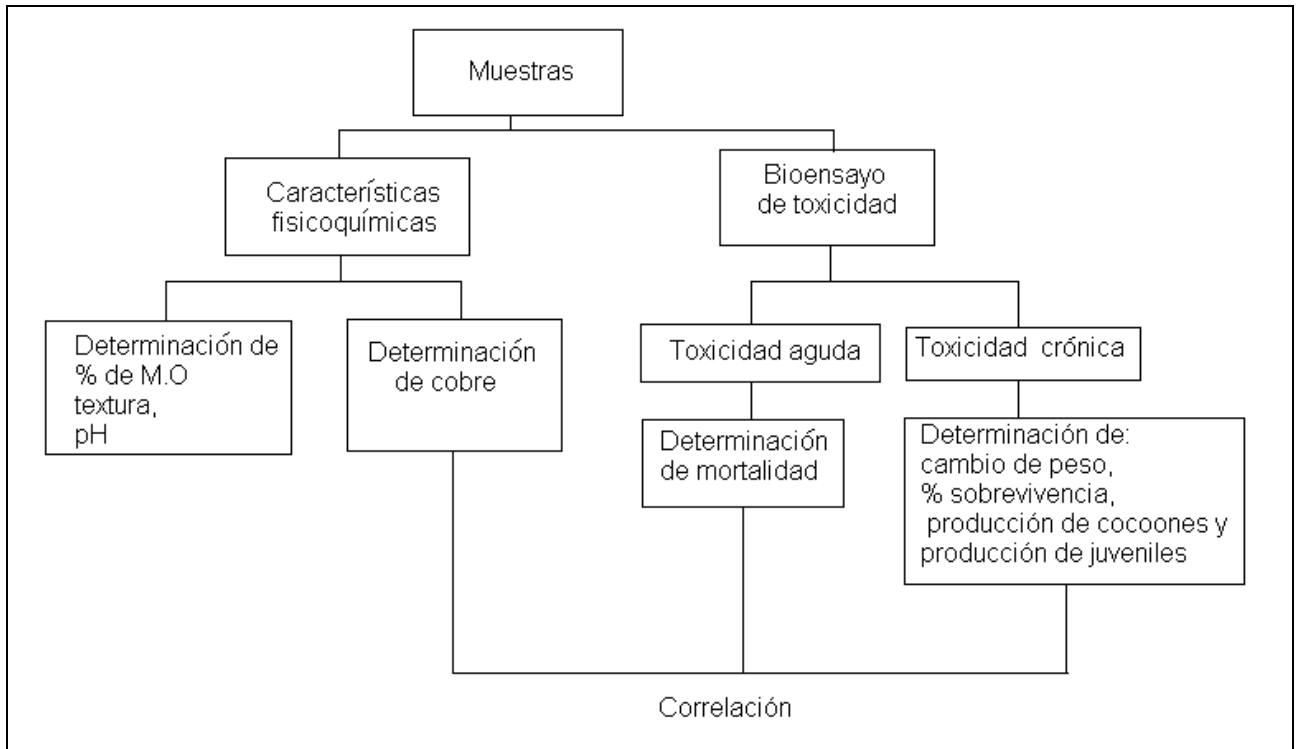 Muestras
Características
fisicoquímicas
Bioensayo
de toxicidad
Determinación de
% de M.O
textura,
pH
Determinación
de cobre
Toxicidad aguda
Toxicidad crónica
Determinación
de mortalidad
Determinación de:
cambio de peso,
% sobrevivencia,
producción de cocoones y
producción de juveniles
Correlación